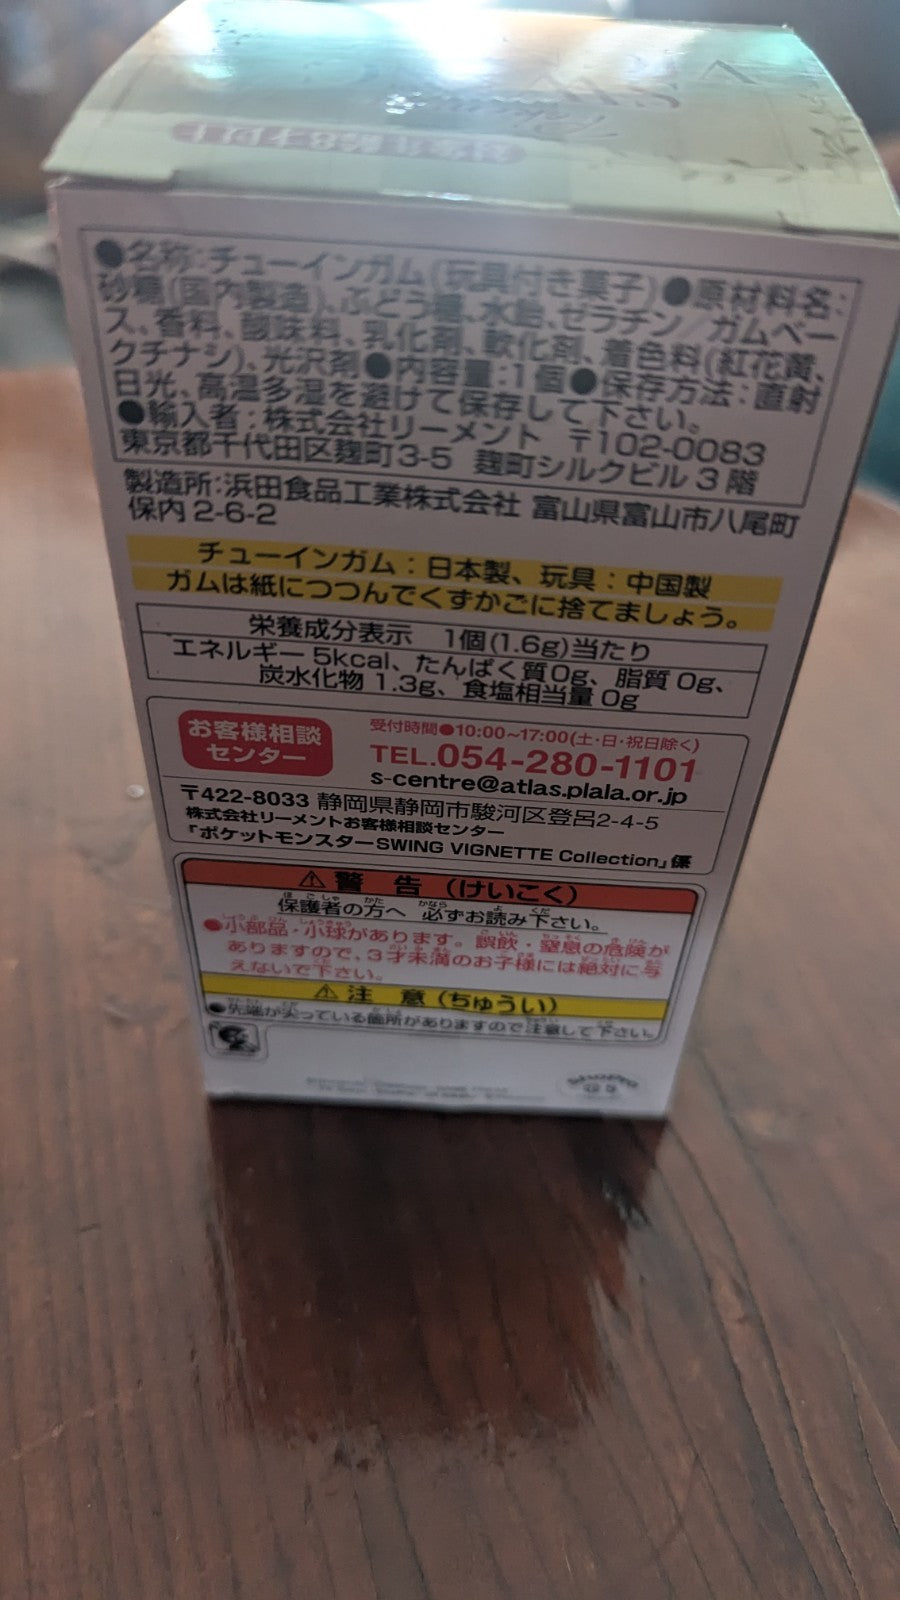 対象年齢8才以上
●名称：チューインガム(玩具付き菓子)●原材料名：
砂糖(国内製造)、ぶどう糖、水飴、ゼラチン／ガムベー
ス、香料、酸味料、乳化剤、軟化剤、着色料(紅花黄、
クチナシ)、光沢剤●内容量：1個●保存方法：直射
日光、高温多湿を避けて保存して下さい。
●輸入者：株式会社リーメント 〒102-0083
東京都千代田区麹町3-5 麹町シルクビル3階
製造所：浜田食品工業株式会社 富山県富山市八尾町
保内2-6-2
チューインガム：日本製、玩具：中国製
ガムは紙につつんでくずかごに捨てましょう。
栄養成分表示 1個(1.6g)当たり
エネルギー 5kcal、たんぱく質0g、脂質 0g、
炭水化物 1.3g、食塩相当量 0g
お客様相談
センター
受付時間●10:00~17:00(土・日・祝日除く)
TEL.054-280-1101
s-centre@atlas.plala.or.jp
〒422-8033 静岡県静岡市駿河区登呂2-4-5
株式会社リーメントお客様相談センター
「ポケットモンスターSWING VIGNETTE Collection」係
⚠警 告(けいこく)
保護者の方へ 必ずお読み下さい。
●小部品・小球があります。誤飲・窒息の危険が
ありますので、3才未満のお子様には絶対に与
えないで下さい。
⚠注 意(ちゅうい)
●先端が尖っている箇所がありますので注意して下さい。